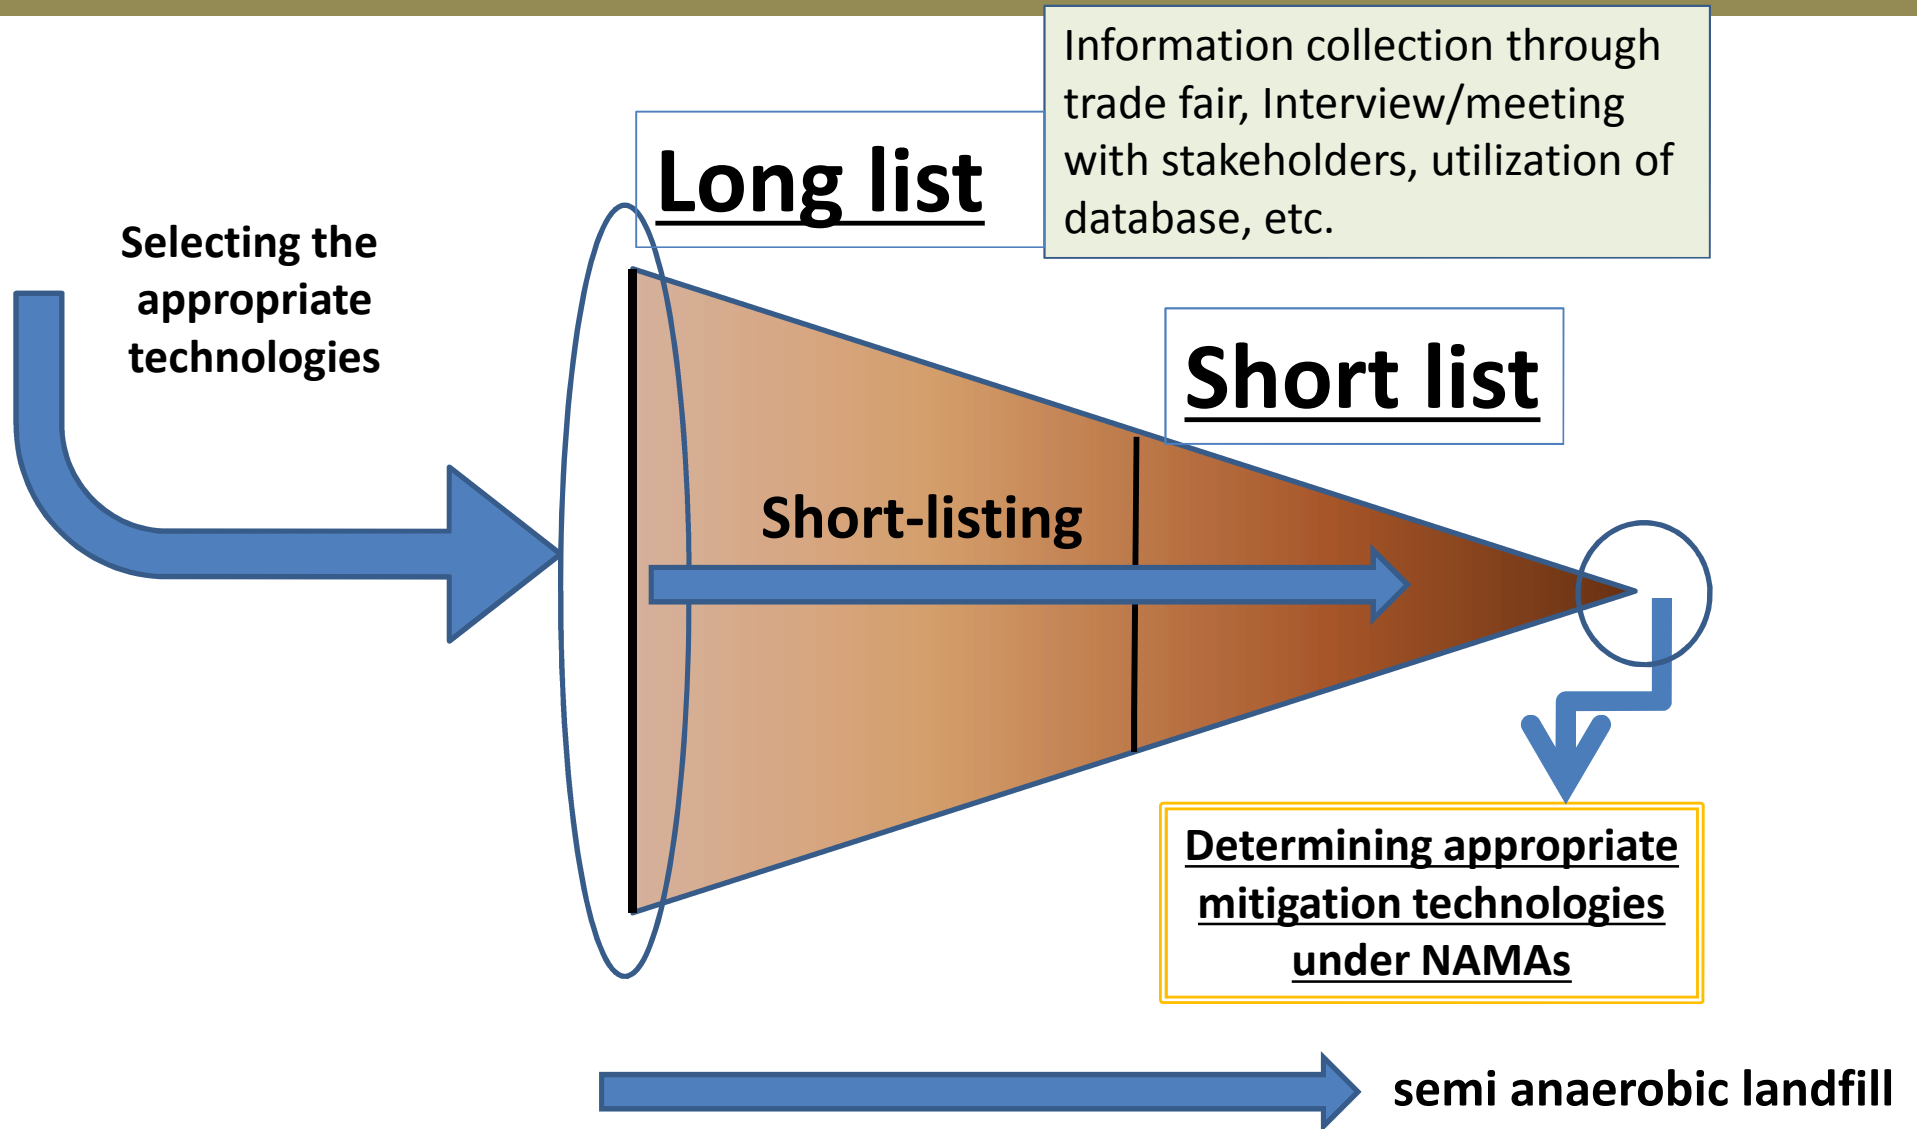 Information collection through
trade fair, Interview/meeting
with stakeholders, utilization of
database, etc.
Long list
Selecting the
appropriate
technologies
Short list
Short-listing
Determining appropriate
mitigation technologies
under NAMAs
semi anaerobic landfill